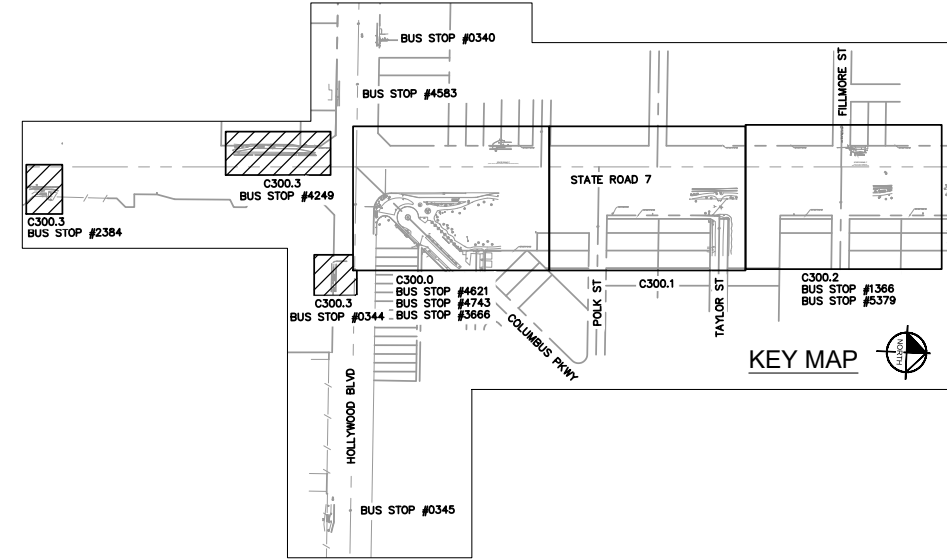 BUS STOP #0340
FILLMORE ST
BUS STOP #4583
STATE ROAD 7
C300.3
BUS STOP #4249
C300.3
BUS STOP #2384
C300.0
BUS STOP #4621
BUS STOP #4743
BUS STOP #3666
C300.1
C300.2
BUS STOP #1366
BUS STOP #5379
C300.3
BUS STOP #0344
POLK ST
TAYLOR ST
COLUMBUS PKWY
KEY MAP
NORTH
HOLLYWOOD BLVD
BUS STOP #0345